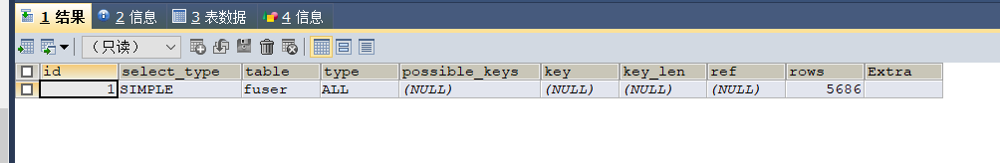 1 结果 2 信息 3 表数据 4 信息
（只读）
id select_type table type possible_keys key key_len ref rows Extra
1 SIMPLE fuser ALL (NULL) (NULL) (NULL) (NULL) 5686